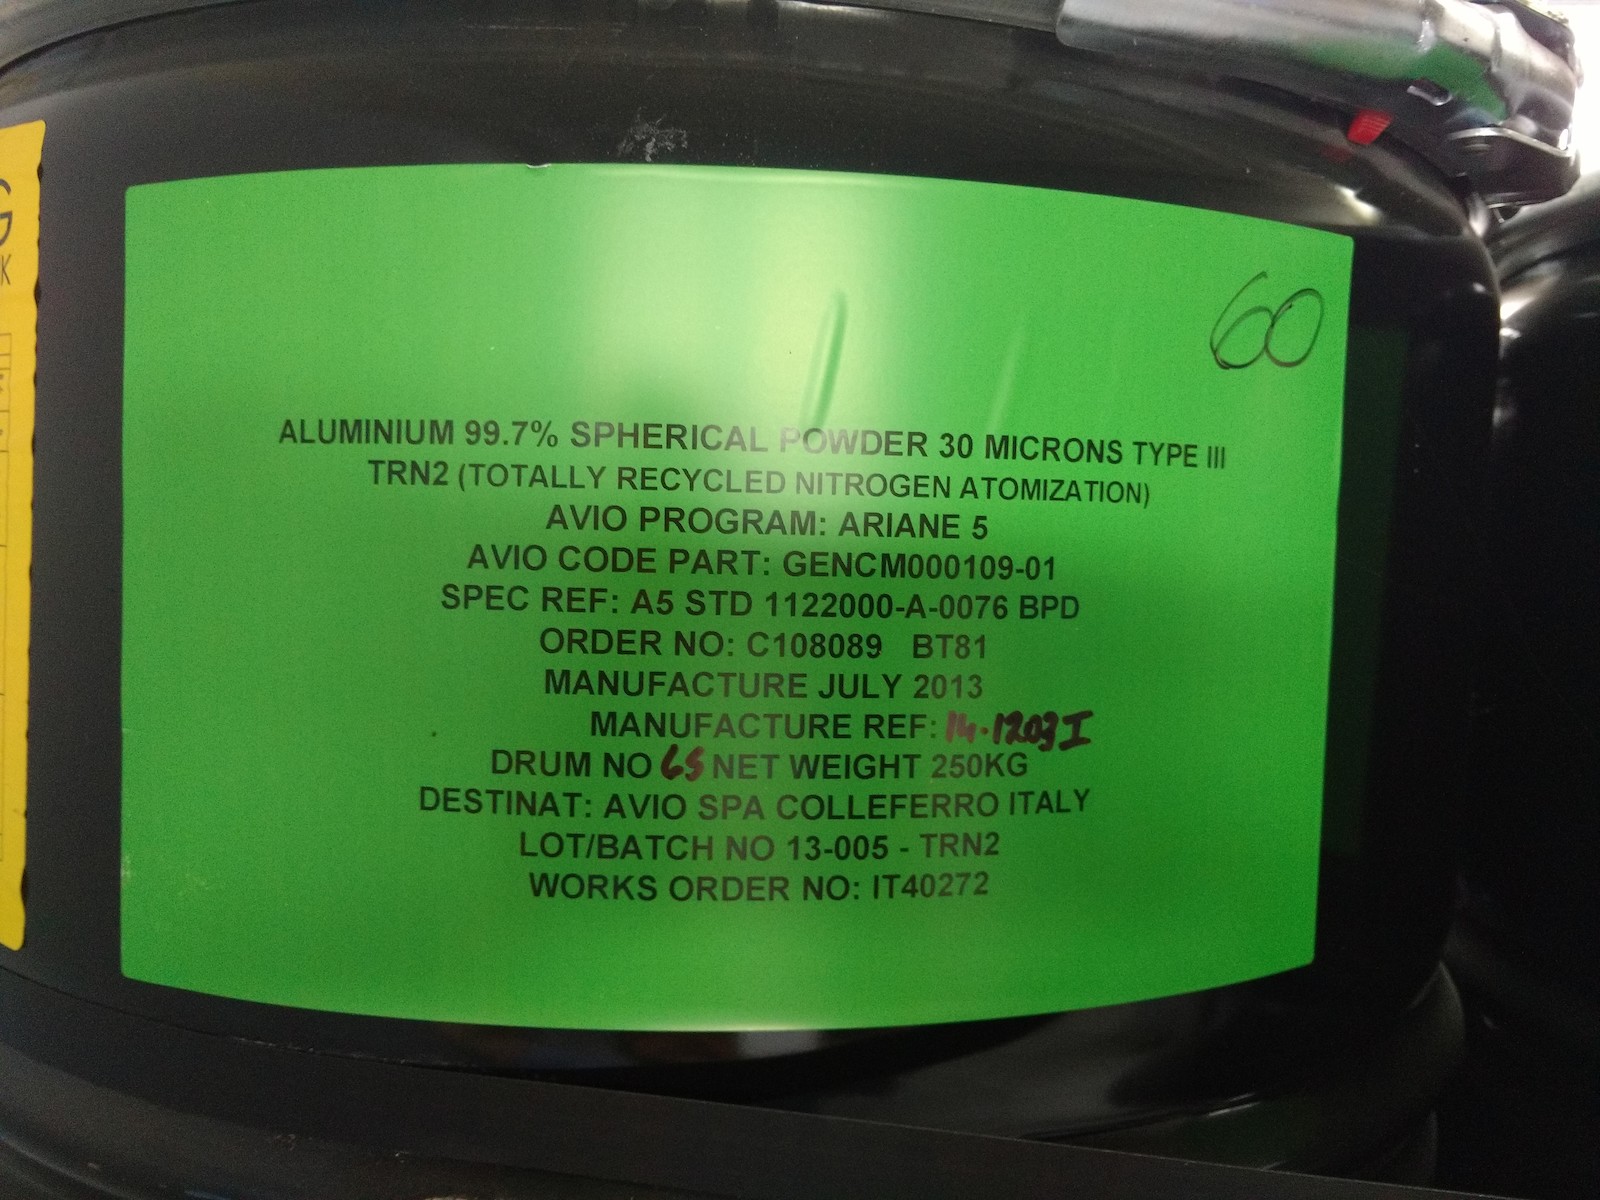 60
ALUMINIUM 99.7% SPHERICAL POWDER 30 MICRONS TYPE III
TRN2 (TOTALLY RECYCLED NITROGEN ATOMIZATION)
AVIO PROGRAM: ARIANE 5
AVIO CODE PART: GENCM000109-01
SPEC REF: A5 STD 1122000-A-0076 BPD
ORDER NO: C108089 BT81
MANUFACTURE JULY 2013
MANUFACTURE REF: 14-1203I
DRUM NO 65 NET WEIGHT 250KG
DESTINAT: AVIO SPA COLLEFERRO ITALY
LOT/BATCH NO 13-005 - TRN2
WORKS ORDER NO: IT40272